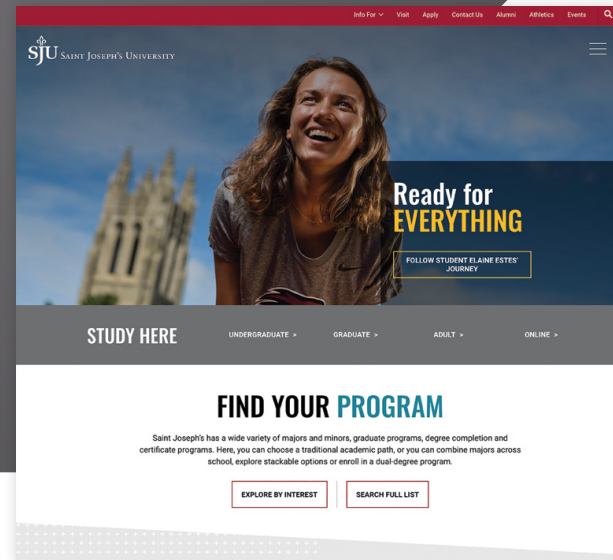 Info For Visit Apply Contact Us Alumni Athletics Events
SJU SAINT JOSEPH'S UNIVERSITY
Ready for
EVERYTHING
FOLLOW STUDENT ELAINE ESTES'
JOURNEY
STUDY HERE UNDERGRADUATE > GRADUATE > ADULT > ONLINE >
FIND YOUR PROGRAM
Saint Joseph's has a wide variety of majors and minors, graduate programs, degree completion and
certificate programs. Here, you can choose a traditional academic path, or you can combine majors across
school, explore stackable options or enroll in a dual-degree program.
EXPLORE BY INTEREST SEARCH FULL LIST